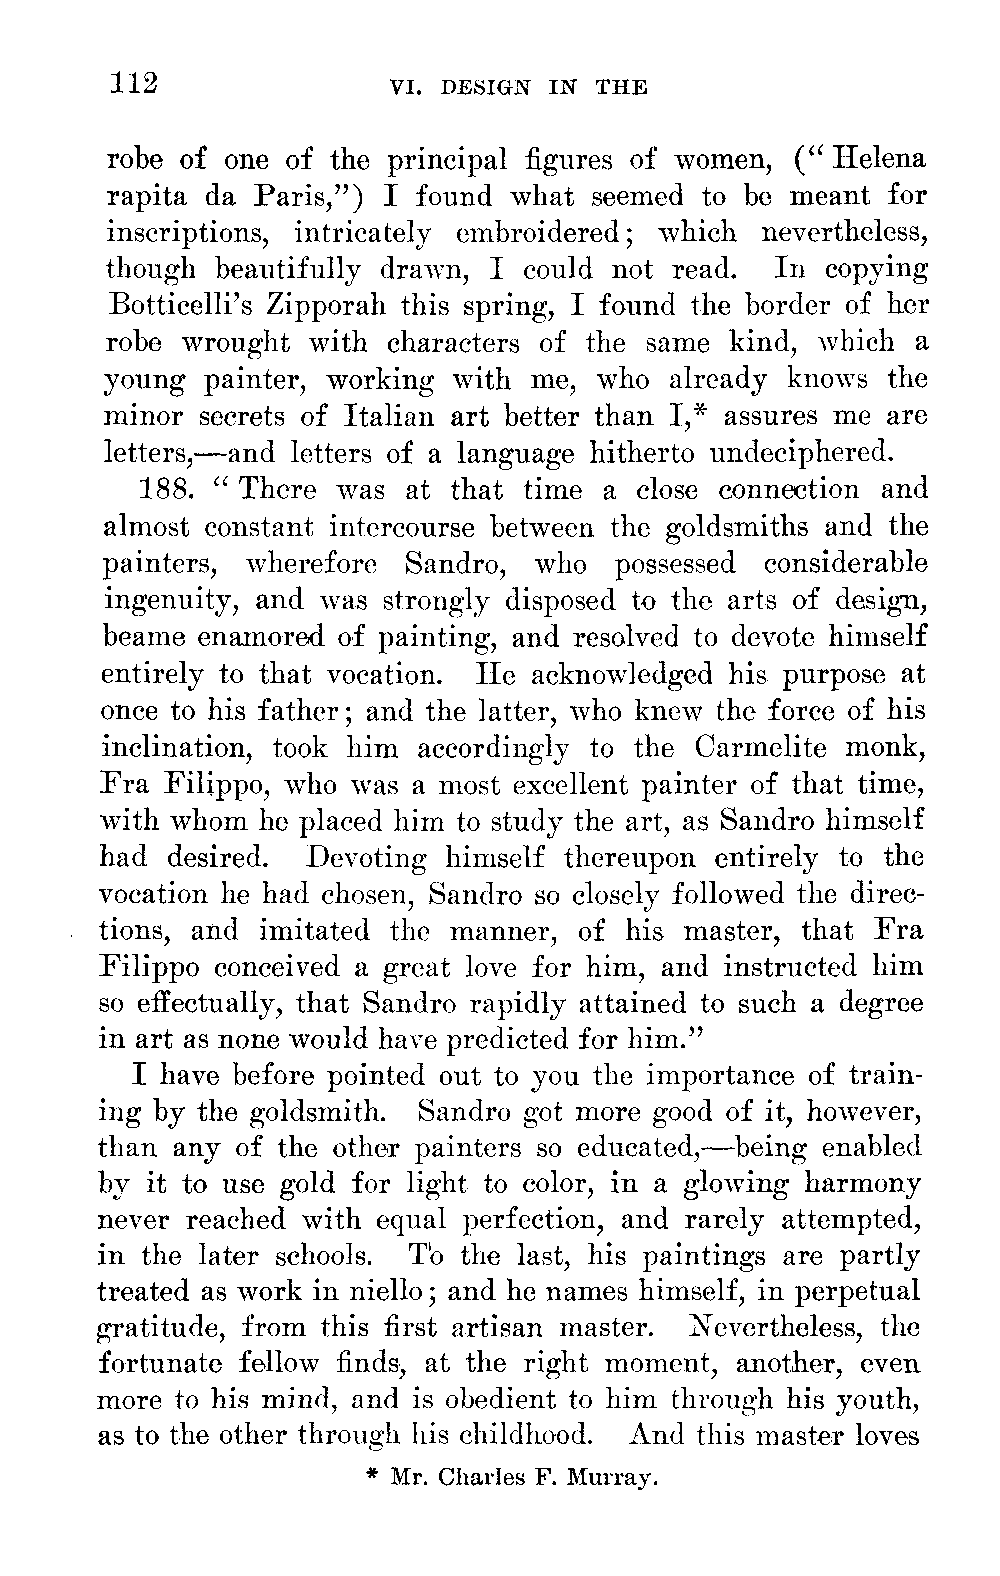 112 VI. DESIGN IN THE
robe of one of the principal figures of women, (“Helena
rapita da Paris,”) I found what seemed to be meant for
inscriptions, intricately embroidered; which nevertheless,
though beautifully drawn, I could not read. In copying
Botticelli’s Zipporah this spring, I found the border of her
robe wrought with characters of the same kind, which a
young painter, working with me, who already knows the
minor secrets of Italian art better than I,* assures me are
letters,—and letters of a language hitherto undeciphered.
188. “There was at that time a close connection and
almost constant intercourse between the goldsmiths and the
painters, wherefore Sandro, who possessed considerable
ingenuity, and was strongly disposed to the arts of design,
beame enamored of painting, and resolved to devote himself
entirely to that vocation. He acknowledged his purpose at
once to his father; and the latter, who knew the force of his
inclination, took him accordingly to the Carmelite monk,
Fra Filippo, who was a most excellent painter of that time,
with whom he placed him to study the art, as Sandro himself
had desired. Devoting himself thereupon entirely to the
vocation he had chosen, Sandro so closely followed the direc-
tions, and imitated the manner, of his master, that Fra
Filippo conceived a great love for him, and instructed him
so effectually, that Sandro rapidly attained to such a degree
in art as none would have predicted for him.”
I have before pointed out to you the importance of train-
ing by the goldsmith. Sandro got more good of it, however,
than any of the other painters so educated,—being enabled
by it to use gold for light to color, in a glowing harmony
never reached with equal perfection, and rarely attempted,
in the later schools. To the last, his paintings are partly
treated as work in niello; and he names himself, in perpetual
gratitude, from this first artisan master. Nevertheless, the
fortunate fellow finds, at the right moment, another, even
more to his mind, and is obedient to him through his youth,
as to the other through his childhood. And this master loves
* Mr. Charles F. Murray.